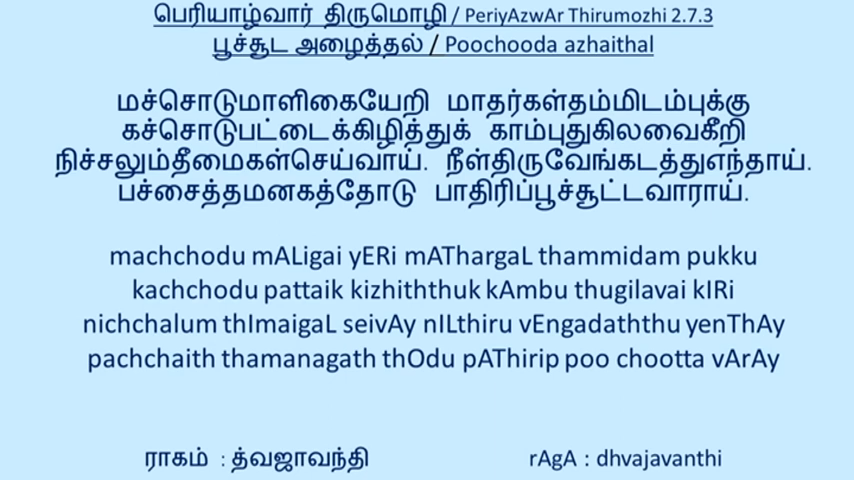 பெரியாழ்வார் திருமொழி / PeriyAzwAr Thirumozhi 2.7.3
பூச்சூட அழைத்தல் / Poochooda azhaithal
மச்சொடுமாளிகையேறி மாதர்கள்தம்மிடம்புக்கு
கச்சொடுபட்டைக்கிழித்துக் காம்புதுகிலவைகீறி
நிச்சலும்தீமைகள்செய்வாய். நீள்திருவேங்கடத்துஎந்தாய்.
பச்சைத்தமனகத்தோடு பாதிரிப்பூச்சூட்டவாராய்.
machchodu mALigai yERi mAThargaL thammidam pukku
kachchodu pattaik kizhiththuk kAmbu thugilavai kIRi
nichchalum thImaigaL seivAy nILthiru vEngadaththu yenThAy
pachchaith thamanagath thOdu pAThirip poo chootta vArAy
ராகம் : த்வஜாவந்தி rAgA : dhvajavanthi